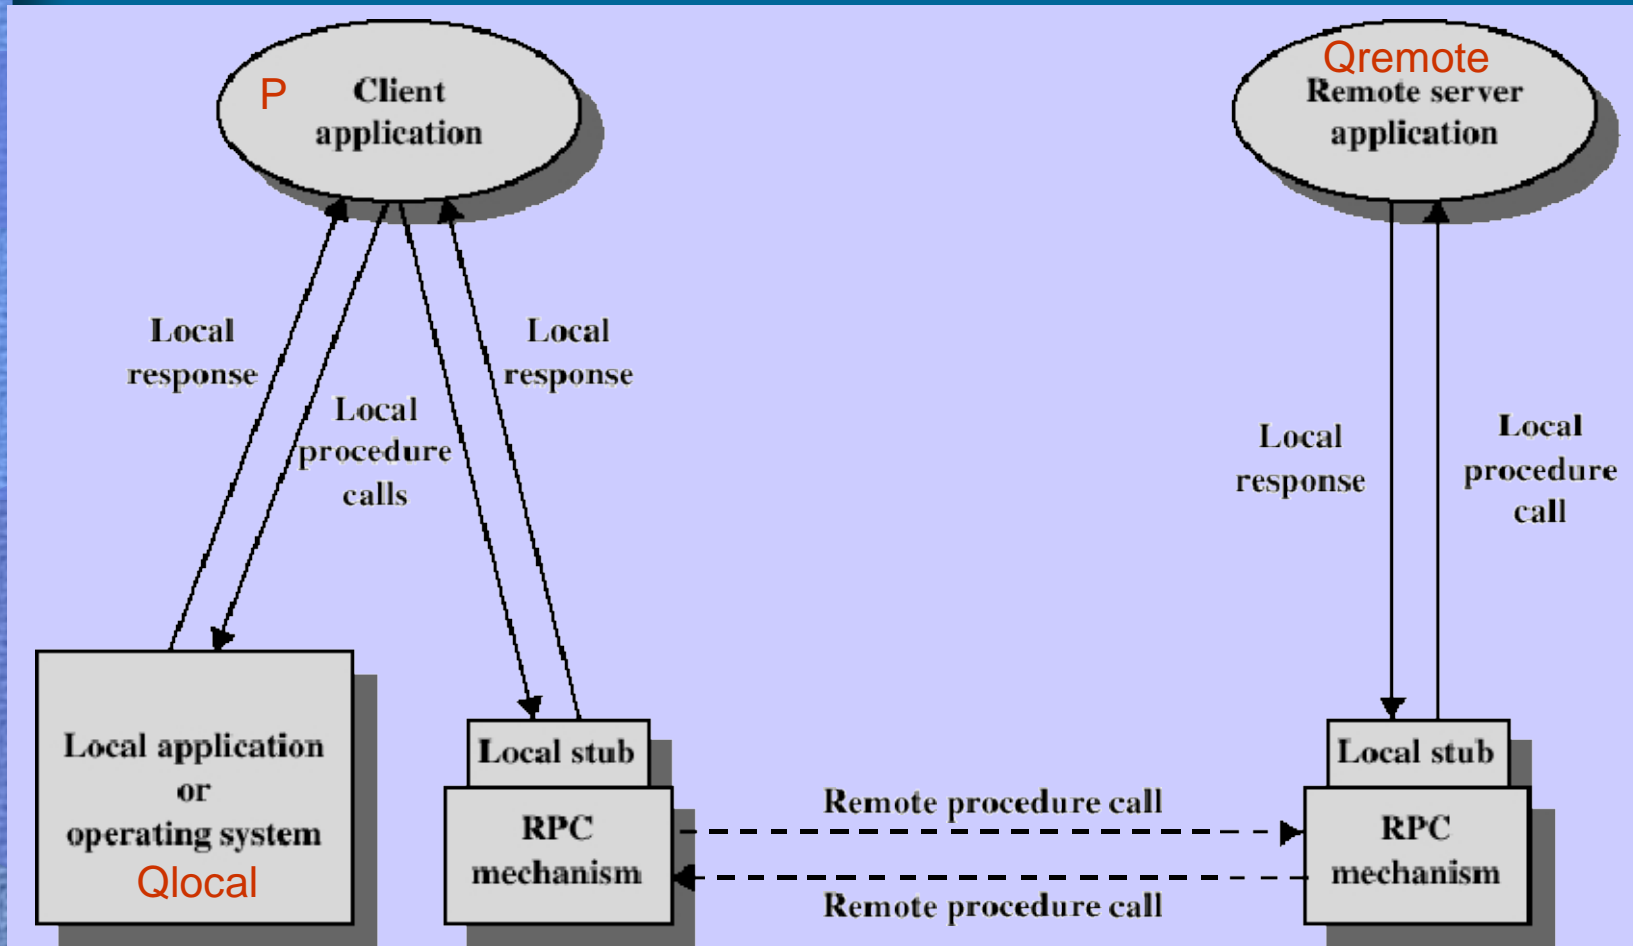 P
Client
application
Qremote
Remote server
application
Local
response
Local
procedure
calls
Local
response
Local
response
Local
procedure
call
Local application
or
operating system
Qlocal
Local stub
RPC
mechanism
Remote procedure call
Remote procedure call
Local stub
RPC
mechanism